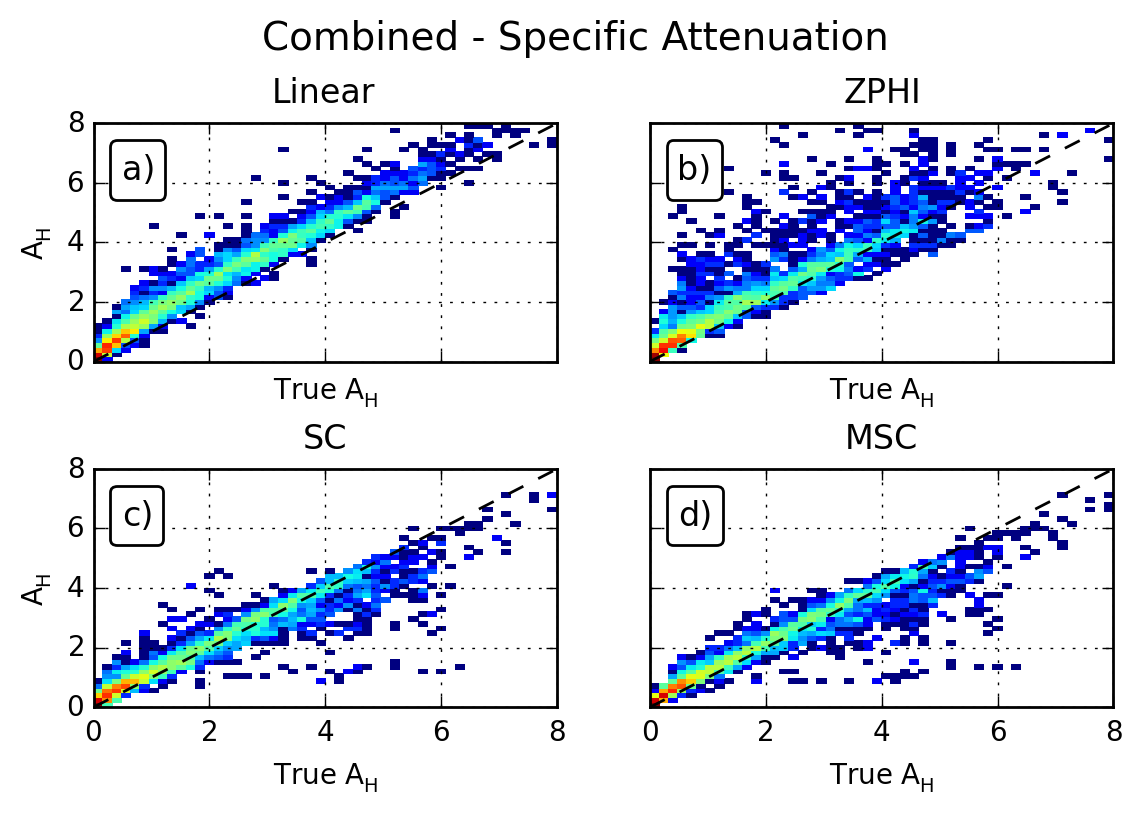 Combined - Specific Attenuation
Linear
ZPHI
8
6
4
2
0
A_H
a)
b)
True A_H
True A_H
SC
MSC
8
6
4
2
0
A_H
c)
d)
0 2 4 6 8
0 2 4 6 8
True A_H
True A_H